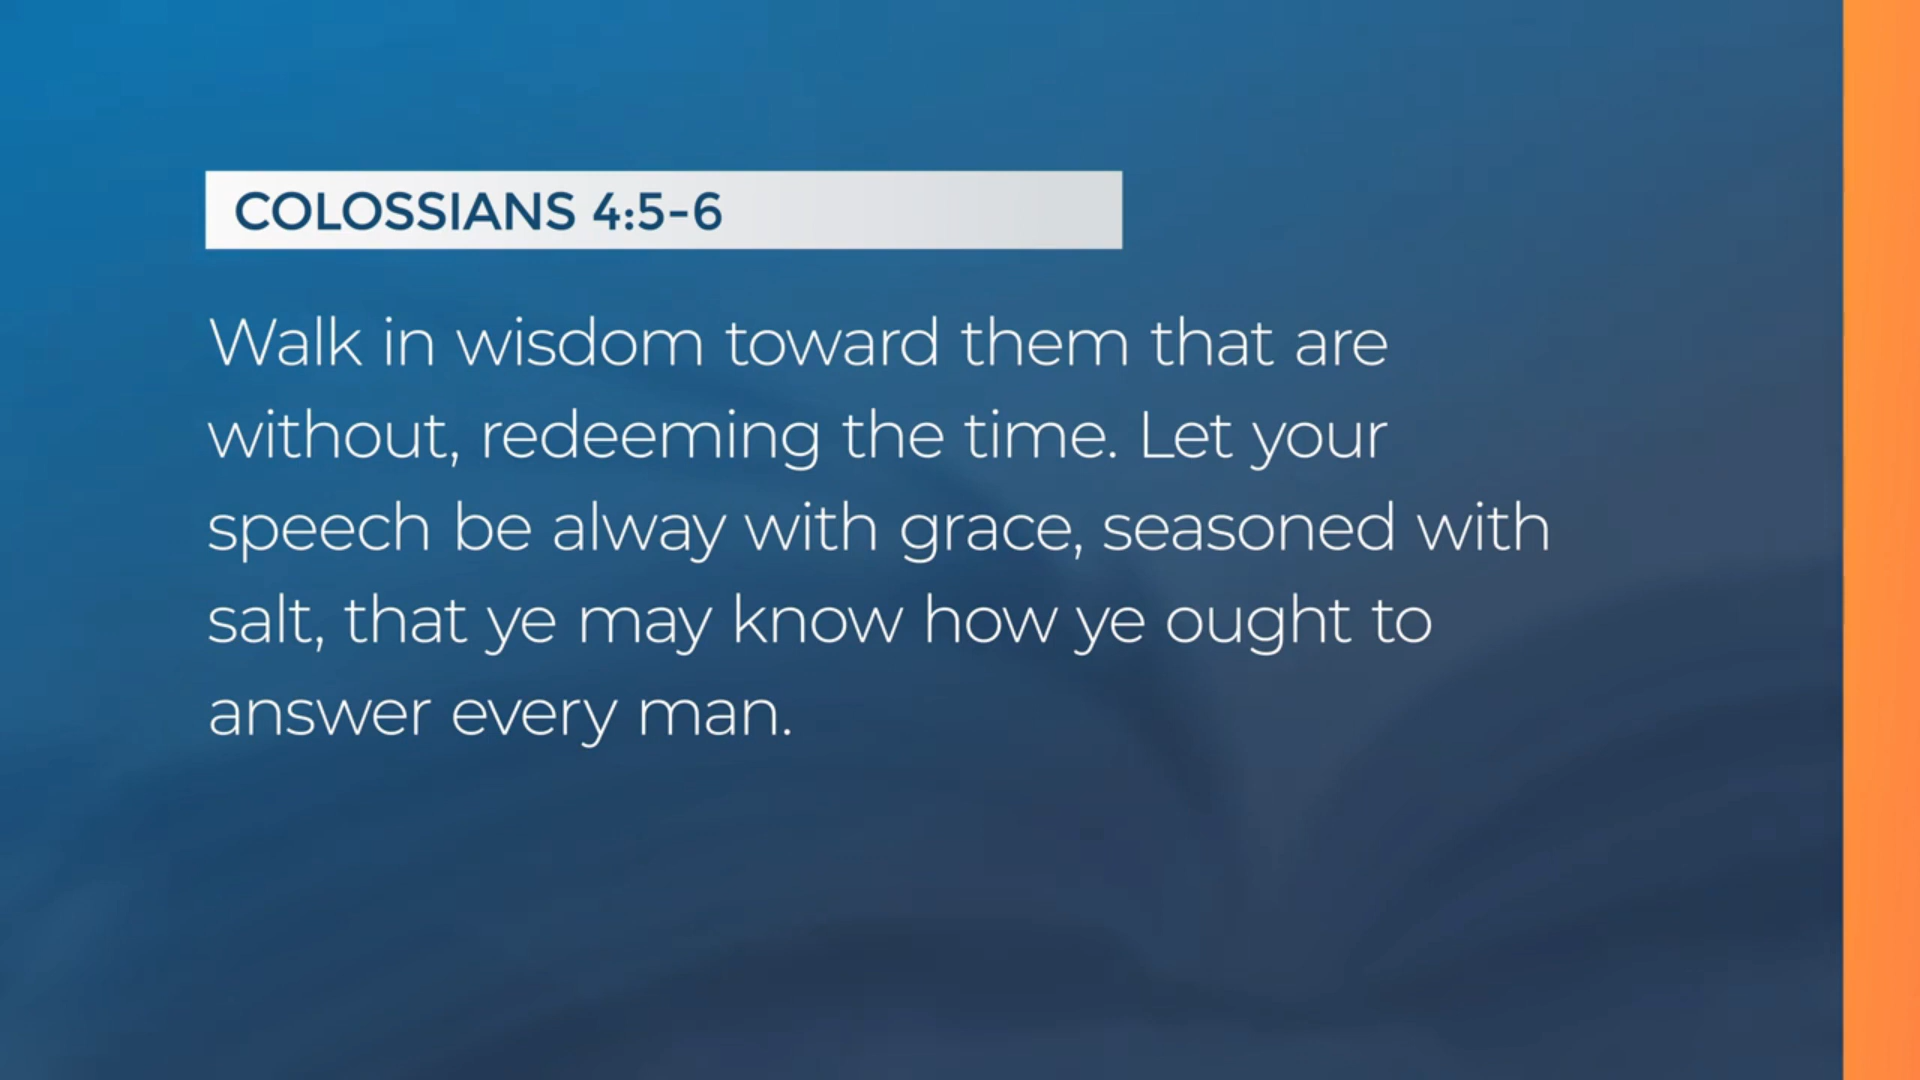 COLOSSIANS 4:5-6
Walk in wisdom toward them that are
without, redeeming the time. Let your
speech be alway with grace, seasoned with
salt, that ye may know how ye ought to
answer every man.